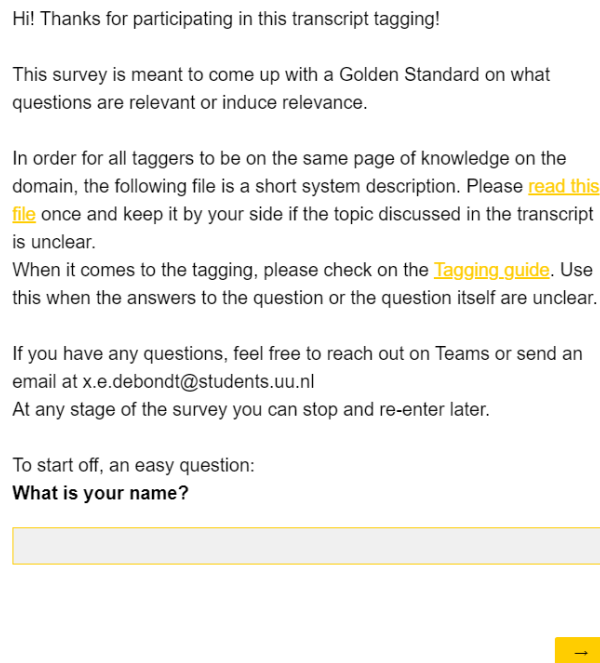 Hi! Thanks for participating in this transcript tagging!
This survey is meant to come up with a Golden Standard on what
questions are relevant or induce relevance.
In order for all taggers to be on the same page of knowledge on the
domain, the following file is a short system description. Please read this
file once and keep it by your side if the topic discussed in the transcript
is unclear.
When it comes to the tagging, please check on the Tagging guide. Use
this when the answers to the question or the question itself are unclear.
If you have any questions, feel free to reach out on Teams or send an
email at x.e.debondt@students.uu.nl
At any stage of the survey you can stop and re-enter later.
To start off, an easy question:
What is your name?
→